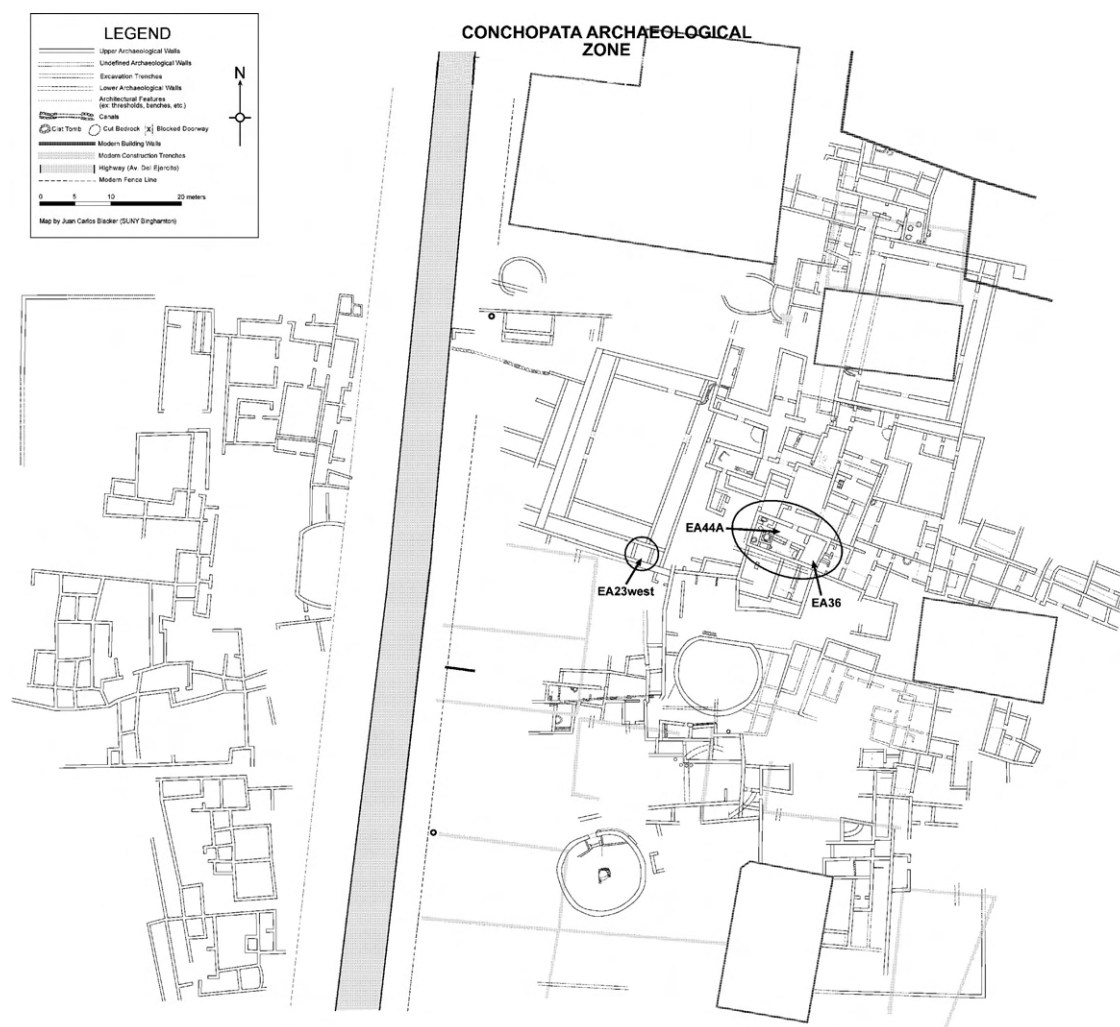 CONCHOPATA ARCHAEOLOGICAL
ZONE
LEGEND
Upper Archaeological Walls
Undefined Archaeological Walls
Excavation Trenches
Lower Archaeological Walls
Architectural Features
(ex: thresholds, benches, etc.)
Canals
Cist Tomb Cut Bedrock Blocked Doorway
Modern Building Walls
Modern Construction Trenches
Highway (Av. Del Ejercito)
Modern Fence Line
0 5 10 20 meters
Map by Juan Carlos Blacker (SUNY Binghamton)
N
EA44A
EA23west
EA36